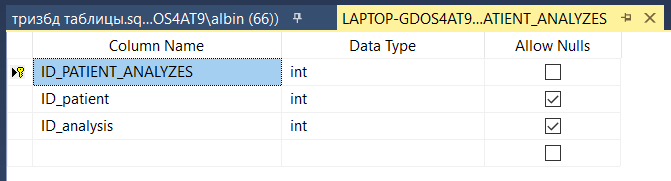 тризбд таблицы.sq...OS4AT9\albin (66)) LAPTOP-GDOS4AT9...ATIENT_ANALYZES
Column Name Data Type Allow Nulls
ID_PATIENT_ANALYZES int
ID_patient int
ID_analysis int